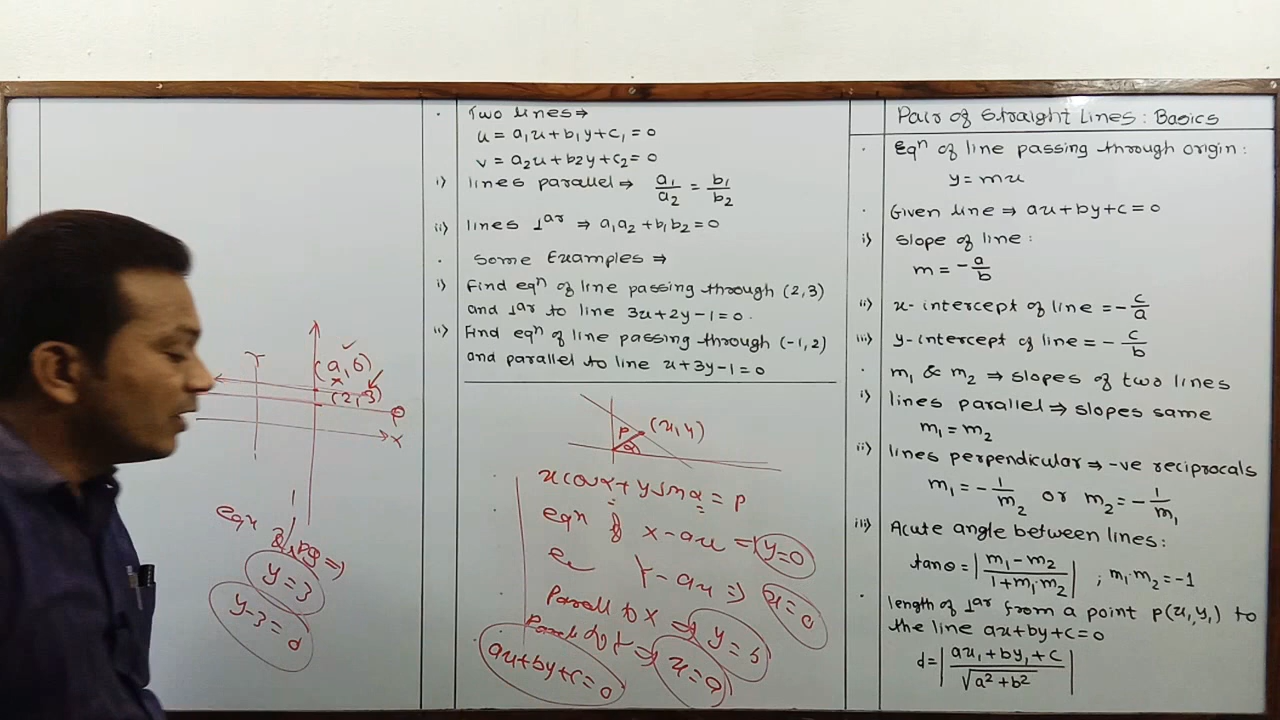 Two lines ⇒
u = a₁x + b₁y + c₁ = 0
v = a₂x + b₂y + c₂ = 0
i) lines parallel ⇒ a₁/a₂ = b₁/b₂
ii) lines ⊥ar ⇒ a₁a₂ + b₁b₂ = 0
Some Examples ⇒
i) Find eqⁿ of line passing through (2,3)
and ⊥ar to line 3x + 2y - 1 = 0.
ii) Find eqⁿ of line passing through (-1,2)
and parallel to line x + 3y - 1 = 0
Pair of Straight Lines : Basics
Eqⁿ of line passing through origin :
y = mx
Given line ⇒ ax + by + c = 0
i) slope of line :
m = -a/b
ii) x-intercept of line = -c/a
iii) y-intercept of line = -c/b
m₁ & m₂ ⇒ slopes of two lines
i) lines parallel ⇒ slopes same
m₁ = m₂
ii) lines perpendicular ⇒ -ve reciprocals
m₁ = -1/m₂ or m₂ = -1/m₁
iii) Acute angle between lines :
tanθ = |(m₁ - m₂)/(1 + m₁·m₂)| ; m₁·m₂ = -1
length of ⊥ar from a point P(x₁,y₁) to
the line ax + by + c = 0
d = |(ax₁ + by₁ + c)/√(a² + b²)|
P (x,y)
α
x cosα + y sinα = p
eqn of x-axis ⇒ y=0
Y-axis ⇒ x=0
Parall to x ⇒ y = b
⇒ x = a
ax+by+c=0
Y
(a,b)
(2,3)
X
eqn
y = 3
y-3 = 0